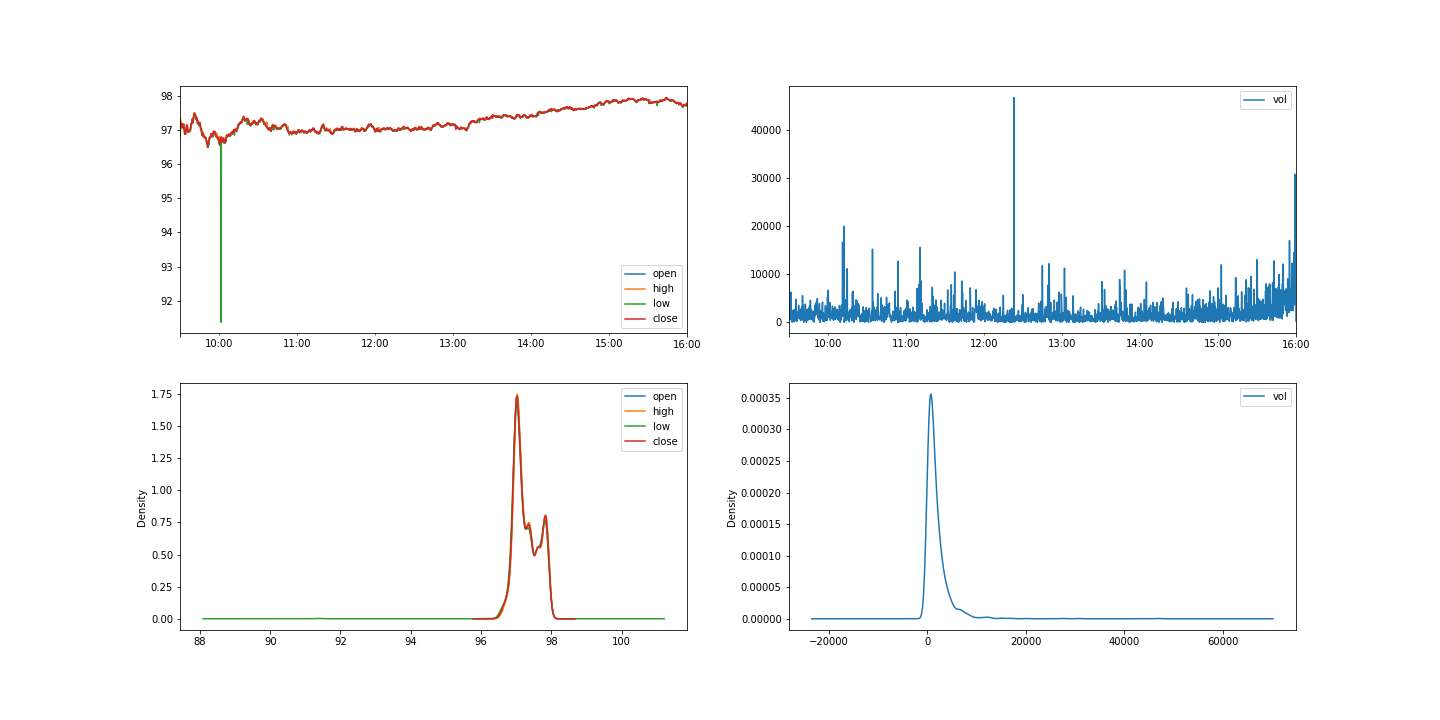 98
97
96
95
94
93
92
10:00 11:00 12:00 13:00 14:00 15:00 16:00
open
high
low
close
40000
30000
20000
10000
0
10:00 11:00 12:00 13:00 14:00 15:00 16:00
vol
Density
1.75
1.50
1.25
1.00
0.75
0.50
0.25
0.00
88 90 92 94 96 98 100
open
high
low
close
Density
0.00035
0.00030
0.00025
0.00020
0.00015
0.00010
0.00005
0.00000
−20000 0 20000 40000 60000
vol